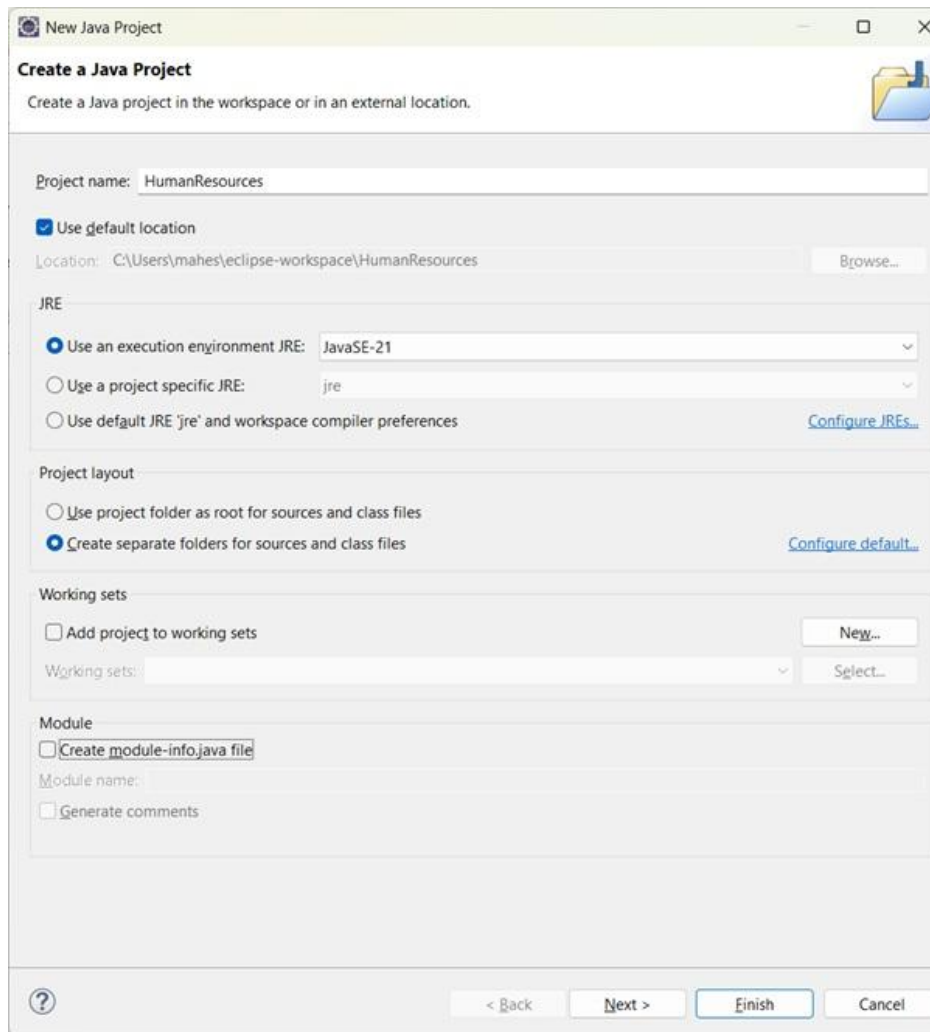 New Java Project
Create a Java Project
Create a Java project in the workspace or in an external location.
Project name: HumanResources
Use default location
Location: C:\Users\mahes\eclipse-workspace\HumanResources Browse...
JRE
Use an execution environment JRE: JavaSE-21
Use a project specific JRE: jre
Use default JRE 'jre' and workspace compiler preferences Configure JREs...
Project layout
Use project folder as root for sources and class files
Create separate folders for sources and class files Configure default...
Working sets
Add project to working sets New...
Working sets: Select...
Module
Create module-info.java file
Module name:
Generate comments
? < Back Next > Finish Cancel